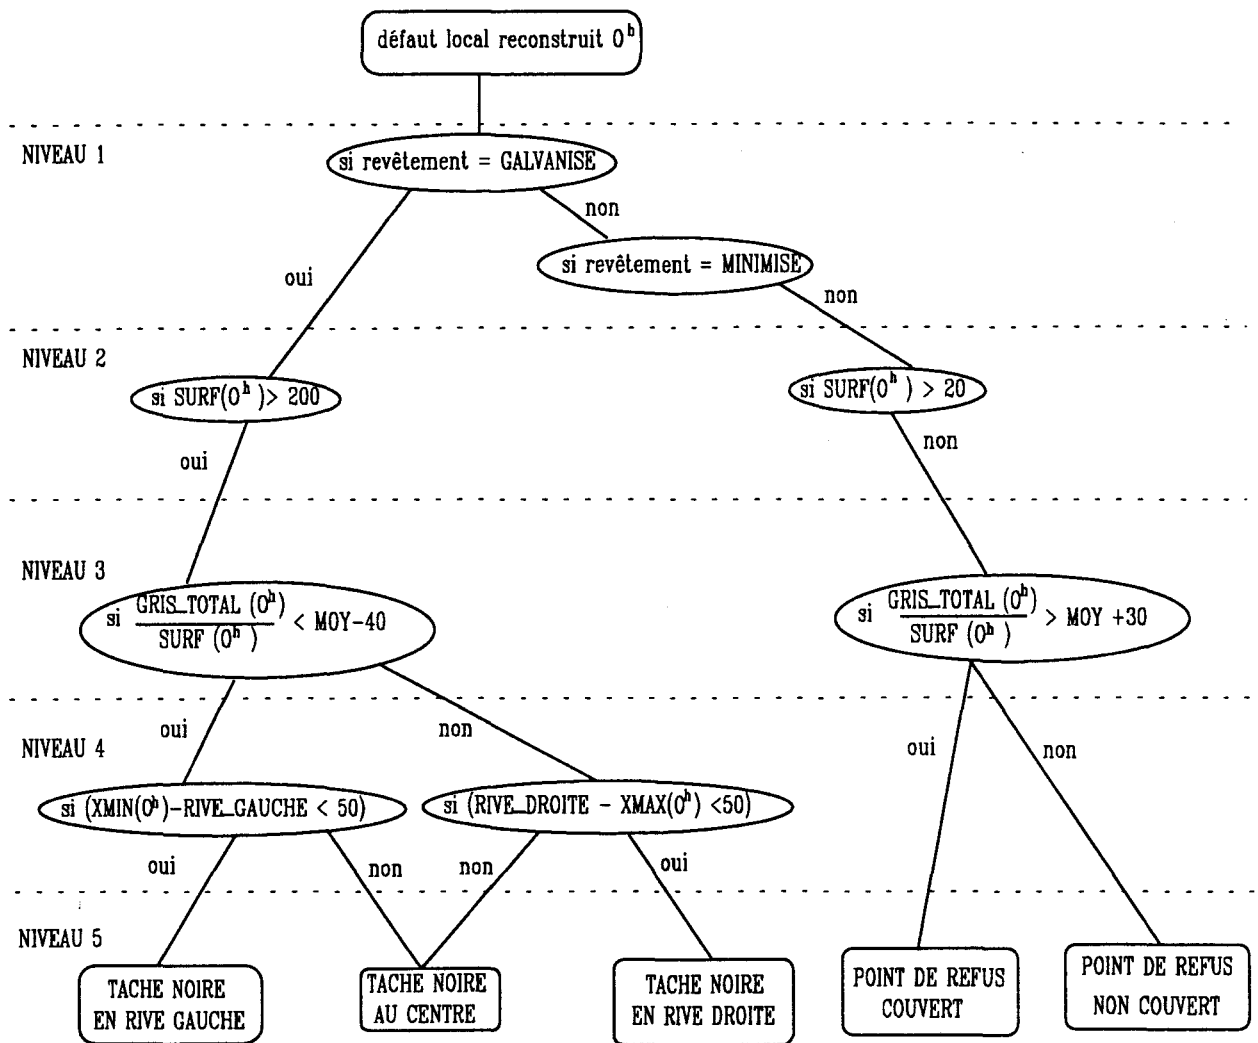 défaut local reconstruit O^h
NIVEAU 1
si revêtement = GALVANISE
non
si revêtement = MINIMISE
oui
non
NIVEAU 2
si SURF(O^h)> 200
si SURF(O^h) > 20
oui
non
NIVEAU 3
si GRIS_TOTAL (O^h)
SURF (O^h)
< MOY-40
si GRIS_TOTAL (O^h)
SURF (O^h)
> MOY +30
NIVEAU 4
oui
non
oui
non
si (XMIN(O^h)-RIVE_GAUCHE < 50)
si (RIVE_DROITE - XMAX(O^h) <50)
oui
non
non
oui
NIVEAU 5
TACHE NOIRE
EN RIVE GAUCHE
TACHE NOIRE
AU CENTRE
TACHE NOIRE
EN RIVE DROITE
POINT DE REFUS
COUVERT
POINT DE REFUS
NON COUVERT